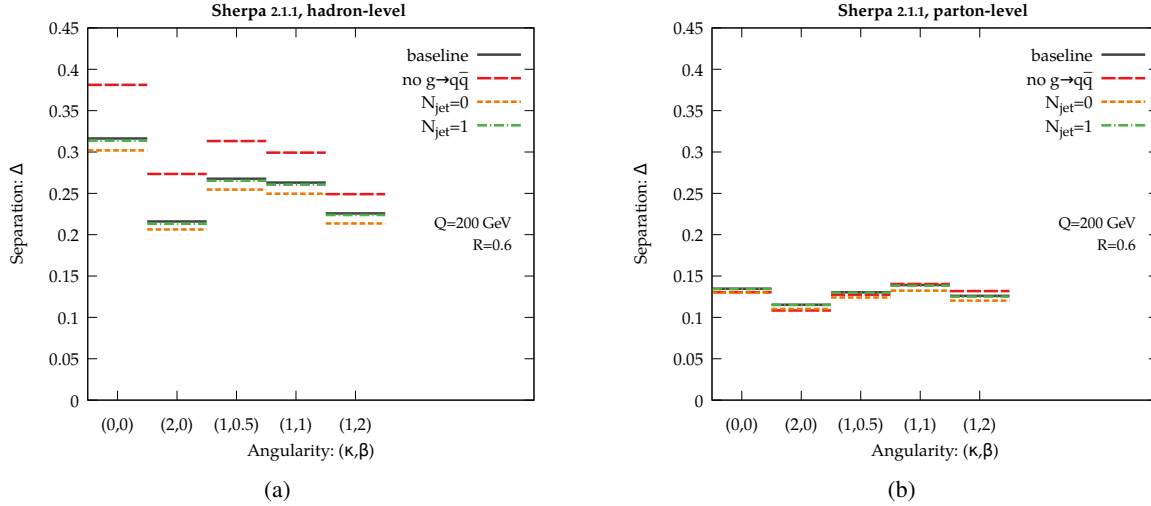 Sherpa 2.1.1, hadron-level
Separation: Δ
0.45
0.4
0.35
0.3
0.25
0.2
0.15
0.1
0.05
0
baseline
no g→qq̅
N_jet=0
N_jet=1
Q=200 GeV
R=0.6
(0,0) (2,0) (1,0.5) (1,1) (1,2)
Angularity: (κ,β)
(a)
Sherpa 2.1.1, parton-level
Separation: Δ
0.45
0.4
0.35
0.3
0.25
0.2
0.15
0.1
0.05
0
baseline
no g→qq̅
N_jet=0
N_jet=1
Q=200 GeV
R=0.6
(0,0) (2,0) (1,0.5) (1,1) (1,2)
Angularity: (κ,β)
(b)